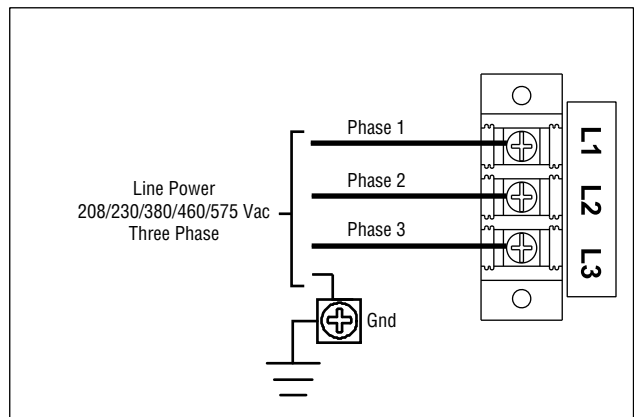 Phase 1
Phase 2
Phase 3
Line Power
208/230/380/460/575 Vac
Three Phase
Gnd
L1
L2
L3